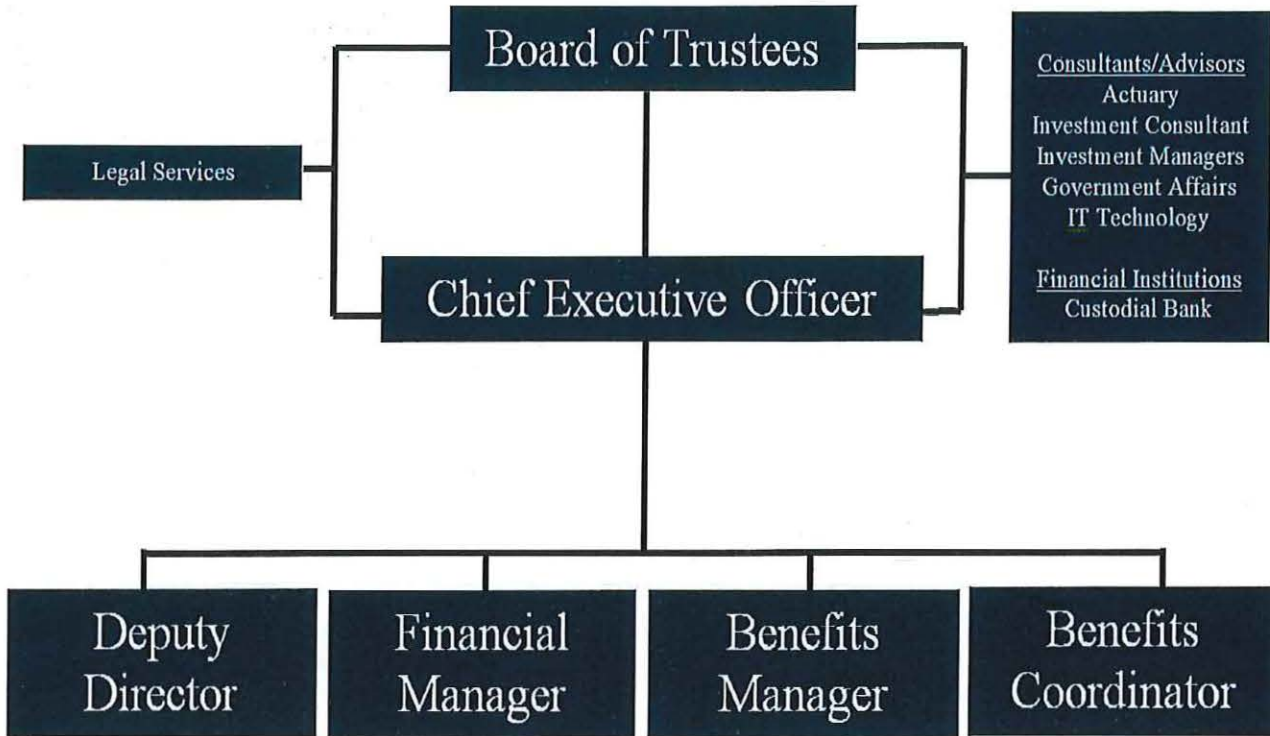 Board of Trustees
Legal Services
Consultants/Advisors
Actuary
Investment Consultant
Investment Managers
Government Affairs
IT Technology
Financial Institutions
Custodial Bank
Chief Executive Officer
Deputy
Director
Financial
Manager
Benefits
Manager
Benefits
Coordinator